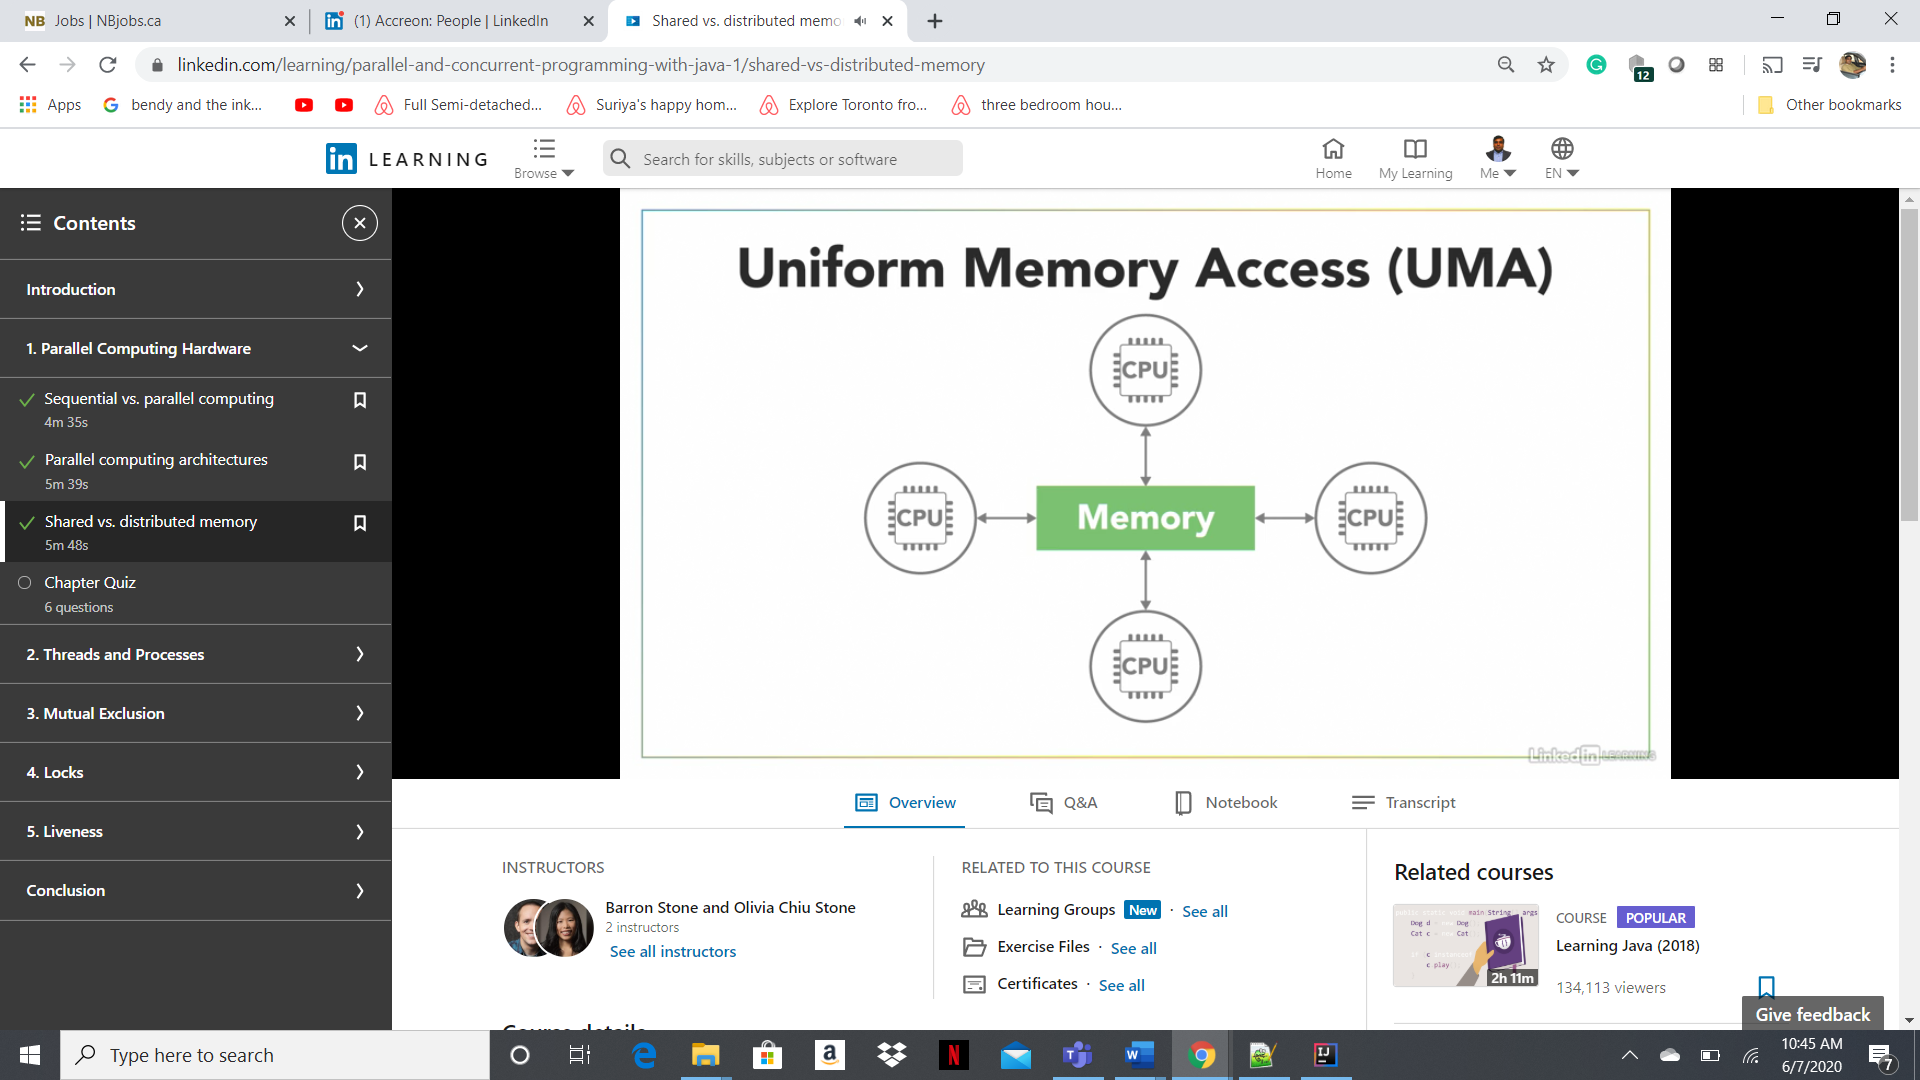 NB Jobs | NBjobs.ca
(1) Accreon: People | LinkedIn
Shared vs. distributed memo
linkedin.com/learning/parallel-and-concurrent-programming-with-java-1/shared-vs-distributed-memory
12
Apps
bendy and the ink...
Full Semi-detached...
Suriya's happy hom...
Explore Toronto fro...
three bedroom hou...
Other bookmarks
in LEARNING
Browse
Search for skills, subjects or software
Home
My Learning
Me
EN
Contents
Introduction
1. Parallel Computing Hardware
Sequential vs. parallel computing
4m 35s
Parallel computing architectures
5m 39s
Shared vs. distributed memory
5m 48s
Chapter Quiz
6 questions
2. Threads and Processes
3. Mutual Exclusion
4. Locks
5. Liveness
Conclusion
Uniform Memory Access (UMA)
CPU
CPU
Memory
CPU
CPU
Linked in LEARNING
Overview
Q&A
Notebook
Transcript
INSTRUCTORS
Barron Stone and Olivia Chiu Stone
2 instructors
See all instructors
RELATED TO THIS COURSE
Learning Groups New · See all
Exercise Files · See all
Certificates · See all
Related courses
COURSE POPULAR
Learning Java (2018)
2h 11m
134,113 viewers
Give feedback
Course details
Type here to search
10:45 AM
6/7/2020
7